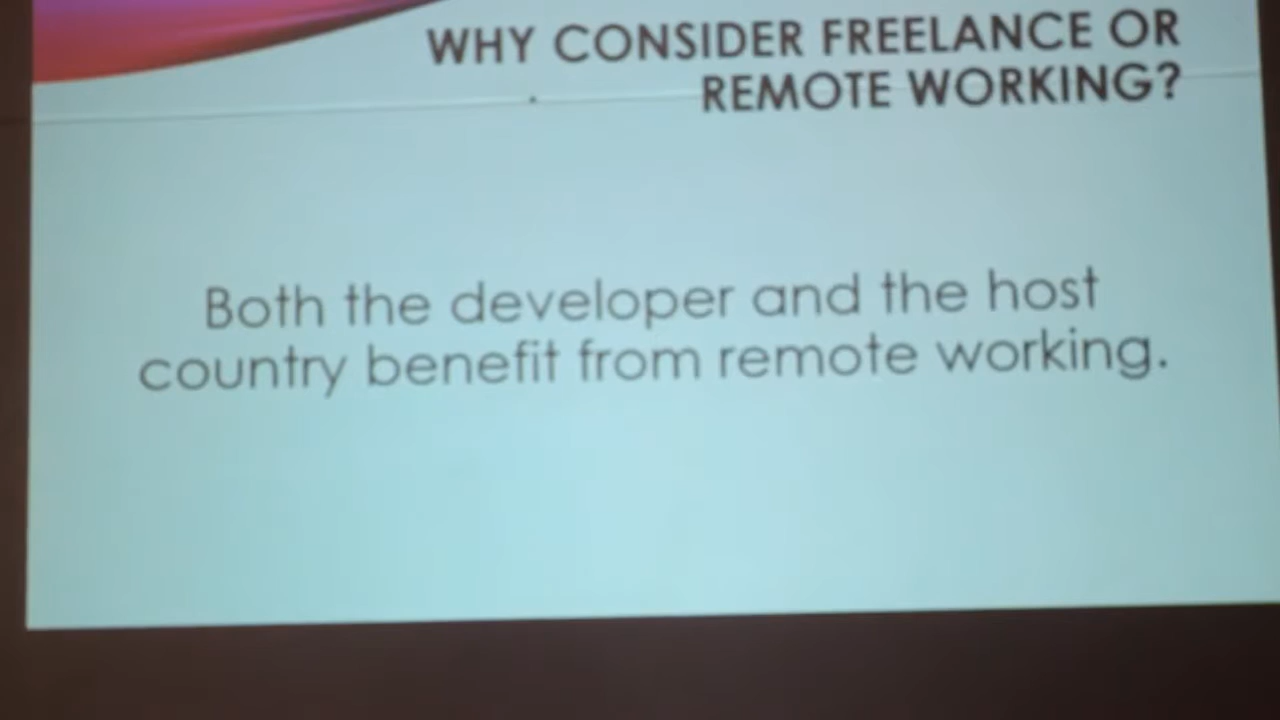 WHY CONSIDER FREELANCE OR
REMOTE WORKING?
Both the developer and the host
country benefit from remote working.